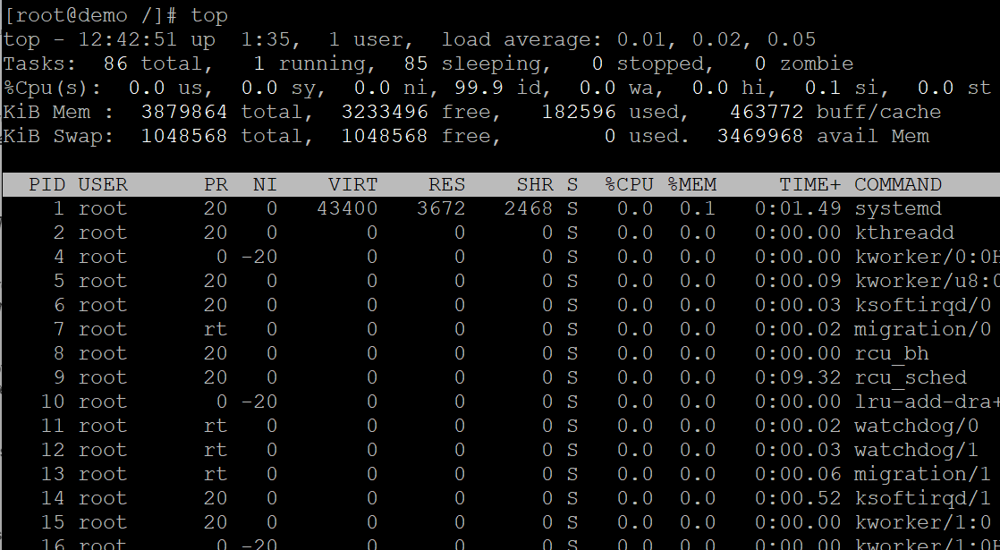 [root@demo /]# top
top - 12:42:51 up  1:35,  1 user,  load average: 0.01, 0.02, 0.05
Tasks:  86 total,   1 running,  85 sleeping,   0 stopped,   0 zombie
%Cpu(s):  0.0 us,  0.0 sy,  0.0 ni, 99.9 id,  0.0 wa,  0.0 hi,  0.1 si,  0.0 st
KiB Mem :  3879864 total,  3233496 free,   182596 used,   463772 buff/cache
KiB Swap:  1048568 total,  1048568 free,        0 used.  3469968 avail Mem
  PID USER      PR  NI    VIRT    RES    SHR S  %CPU %MEM     TIME+ COMMAND
    1 root      20   0   43400   3672   2468 S   0.0  0.1   0:01.49 systemd
    2 root      20   0       0      0      0 S   0.0  0.0   0:00.00 kthreadd
    4 root       0 -20       0      0      0 S   0.0  0.0   0:00.00 kworker/0:0H
    5 root      20   0       0      0      0 S   0.0  0.0   0:00.09 kworker/u8:0
    6 root      20   0       0      0      0 S   0.0  0.0   0:00.03 ksoftirqd/0
    7 root      rt   0       0      0      0 S   0.0  0.0   0:00.02 migration/0
    8 root      20   0       0      0      0 S   0.0  0.0   0:00.00 rcu_bh
    9 root      20   0       0      0      0 S   0.0  0.0   0:09.32 rcu_sched
   10 root       0 -20       0      0      0 S   0.0  0.0   0:00.00 lru-add-dra+
   11 root      rt   0       0      0      0 S   0.0  0.0   0:00.02 watchdog/0
   12 root      rt   0       0      0      0 S   0.0  0.0   0:00.03 watchdog/1
   13 root      rt   0       0      0      0 S   0.0  0.0   0:00.06 migration/1
   14 root      20   0       0      0      0 S   0.0  0.0   0:00.52 ksoftirqd/1
   15 root      20   0       0      0      0 S   0.0  0.0   0:00.00 kworker/1:0
   16 root       0 -20       0      0      0 S   0.0  0.0   0:00.00 kworker/1:0H